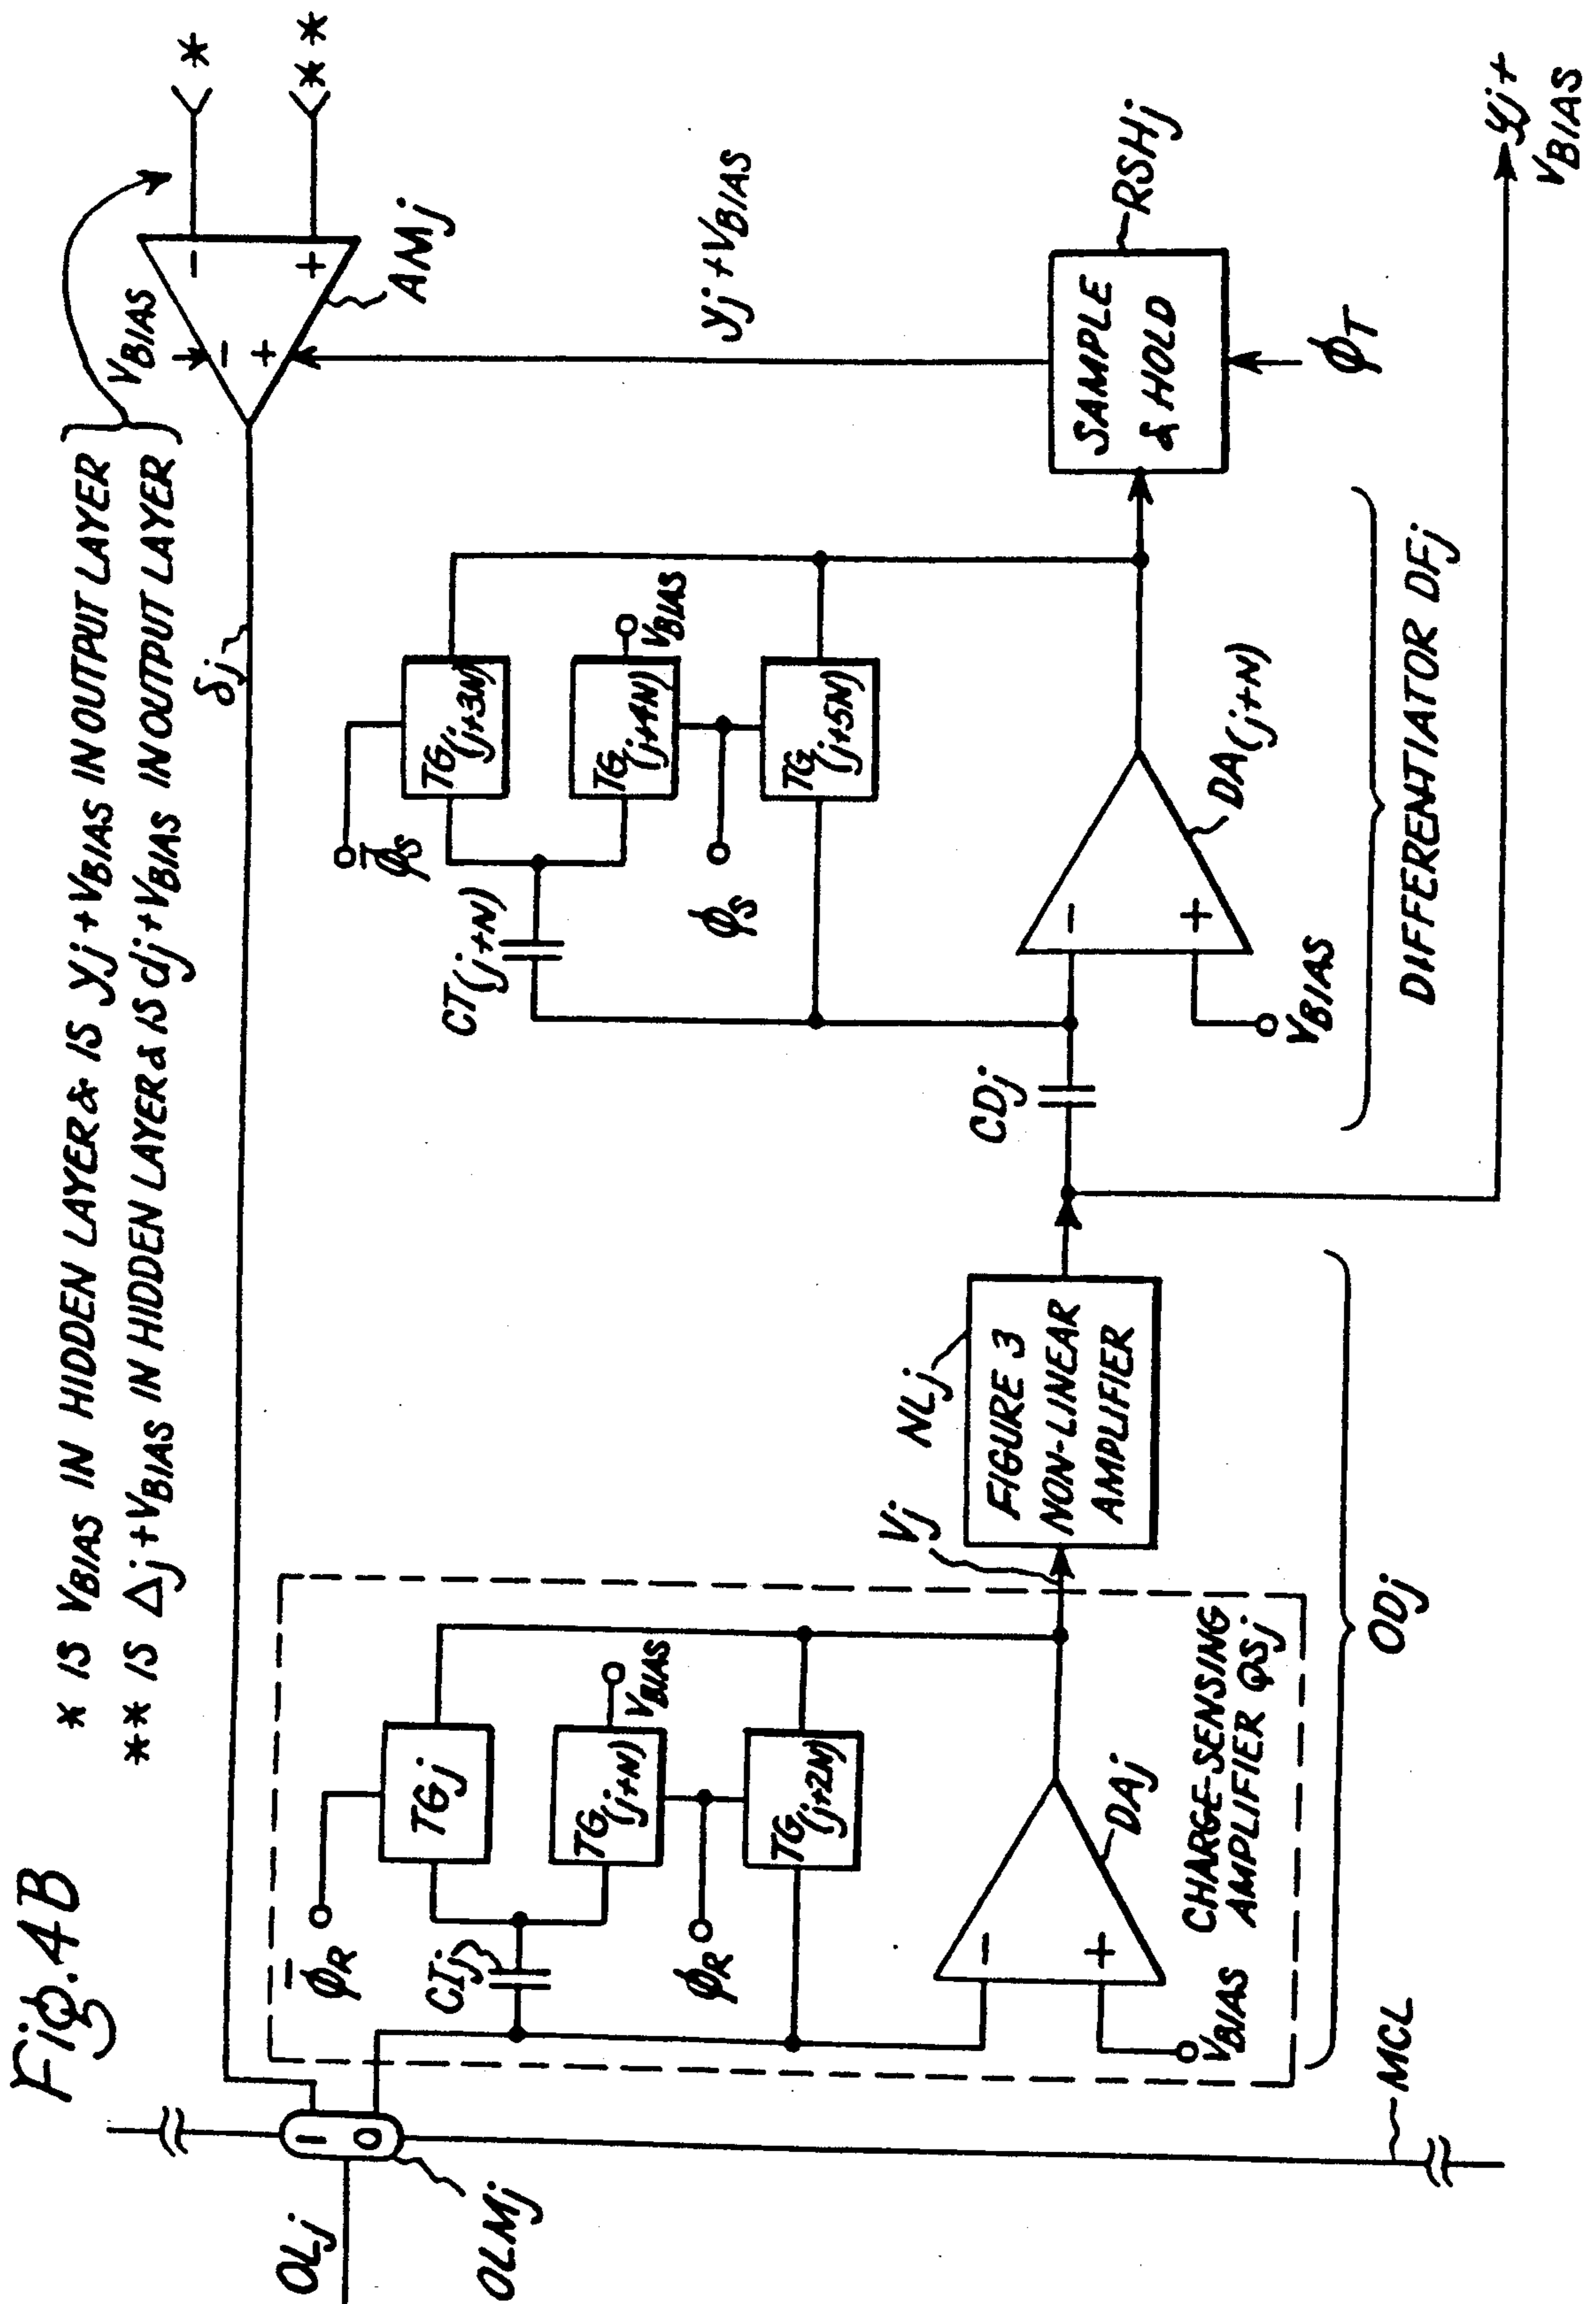 Fig. 4B
* IS VBIAS IN HIDDEN LAYER & IS yj + VBIAS IN OUTPUT LAYER
** IS Δj + VBIAS IN HIDDEN LAYER & IS dj + VBIAS IN OUTPUT LAYER
*
**
VBIAS
-
+
-
+
AMj
δj
OLj
1
0
OLMj
MCL
φ̄R
TGj
CIj
TG(j+N)
VBIAS
φR
TG(j+2N)
-
+
DAj
VBIAS
CHARGE-SENSING
AMPLIFIER QSj
ODj
Vj
NLj
FIGURE 3
NON-LINEAR
AMPLIFIER
CDj
φ̄S
TG(j+3N)
CT(j+N)
TG(j+4N)
VBIAS
φS
TG(j+5N)
-
+
DA(j+N)
VBIAS
DIFFERENTIATOR DFj
SAMPLE
& HOLD
RSHj
φT
yj + VBIAS
yj +
VBIAS